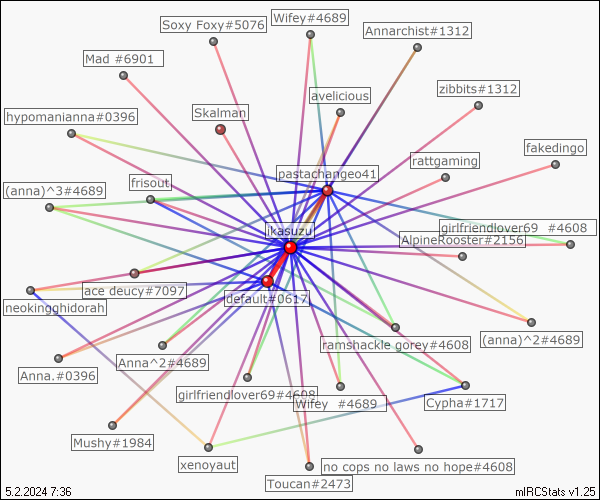 Wifey#4689
Soxy Foxy#5076
Annarchist#1312
Mad #6901
zibbits#1312
avelicious
hypomanianna#0396
Skalman
fakedingo
rattgaming
pastachangeo41
frisout
(anna)^3#4689
girlfriendlover69 #4608
ikasuzu
AlpineRooster#2156
ace deucy#7097
default#0617
neokingghidorah
(anna)^2#4689
ramshackle gorey#4608
Anna^2#4689
Anna.#0396
girlfriendlover69#4608
Wifey #4689
Cypha#1717
Mushy#1984
xenoyaut
no cops no laws no hope#4608
Toucan#2473
5.2.2024 7:36
mIRCStats v1.25